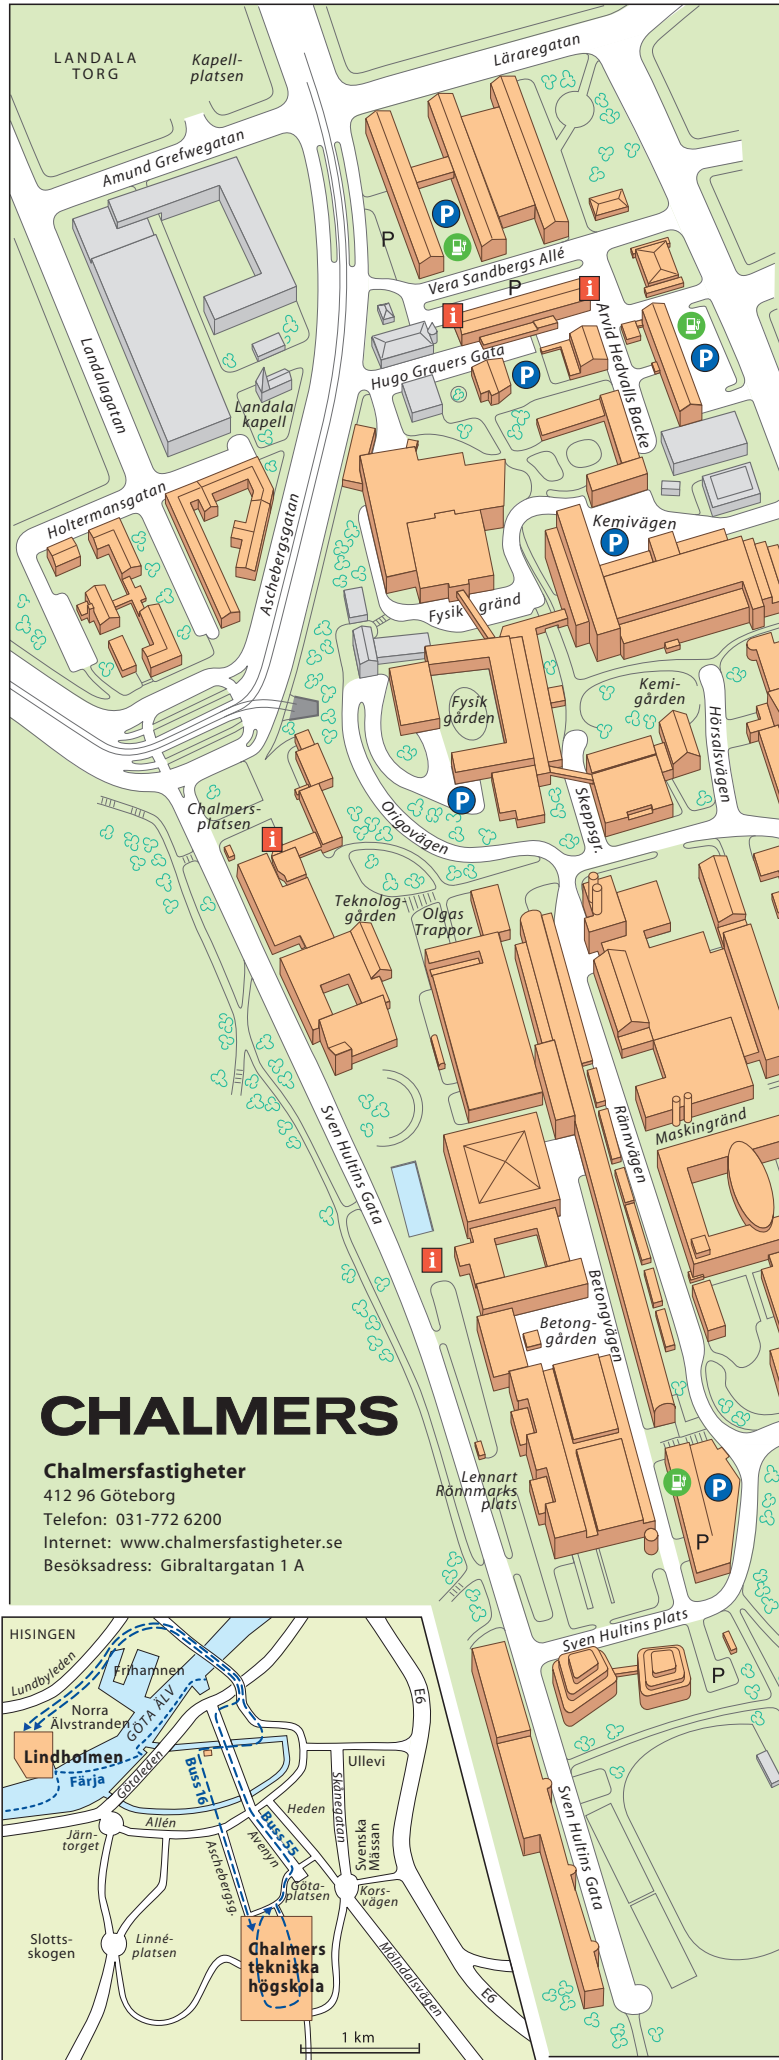 LANDALA
TORG
Kapell-
platsen
Läraregatan
Amund Grefwegatan
P
P
Vera Sandbergs Allé
P
i
i
Arvid Hedvalls Backe
P
Hugo Grauers Gata
P
Landalagatan
Landala
kapell
Holtermansgatan
Aschebergsgatan
Kemivägen
P
Fysikgränd
Fysik
gården
Kemi-
gården
Hörsalsvägen
Chalmers-
platsen
i
P
Origovägen
Skeppsgr.
Teknolog-
gården
Olgas
Trappor
Sven Hultins Gata
Rännvägen
Maskingränd
i
Betongvägen
Betong-
gården
Lennart
Rönnmarks
plats
P
P
Sven Hultins plats
P
Sven Hultins Gata
CHALMERS
Chalmersfastigheter
412 96 Göteborg
Telefon: 031-772 6200
Internet: www.chalmersfastigheter.se
Besöksadress: Gibraltargatan 1 A
HISINGEN
Lundbyleden
Frihamnen
Norra
Älvstranden
GÖTA ÄLV
Lindholmen
Färja
Götaleden
Buss 16
Buss 55
E6
Ullevi
Skånegatan
Svenska
Mässan
Heden
Allén
Järn-
torget
Avenyn
Aschebergsg.
Göta-
platsen
Kors-
vägen
Slotts-
skogen
Linné-
platsen
Chalmers
tekniska
högskola
Mölndalsvägen
E6
1 km